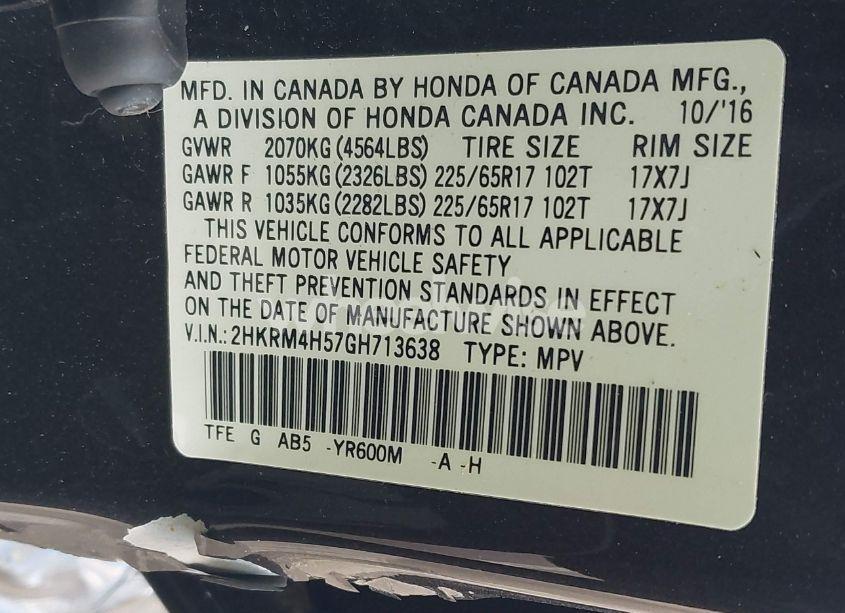 MFD. IN CANADA BY HONDA OF CANADA MFG.,
A DIVISION OF HONDA CANADA INC. 10/'16
GVWR 2070KG (4564LBS) TIRE SIZE RIM SIZE
GAWR F 1055KG (2326LBS) 225/65R17 102T 17X7J
GAWR R 1035KG (2282LBS) 225/65R17 102T 17X7J
THIS VEHICLE CONFORMS TO ALL APPLICABLE
FEDERAL MOTOR VEHICLE SAFETY
AND THEFT PREVENTION STANDARDS IN EFFECT
ON THE DATE OF MANUFACTURE SHOWN ABOVE.
V.I.N.: 2HKRM4H57GH713638 TYPE: MPV
TFE G AB5 -YR600M -A -H